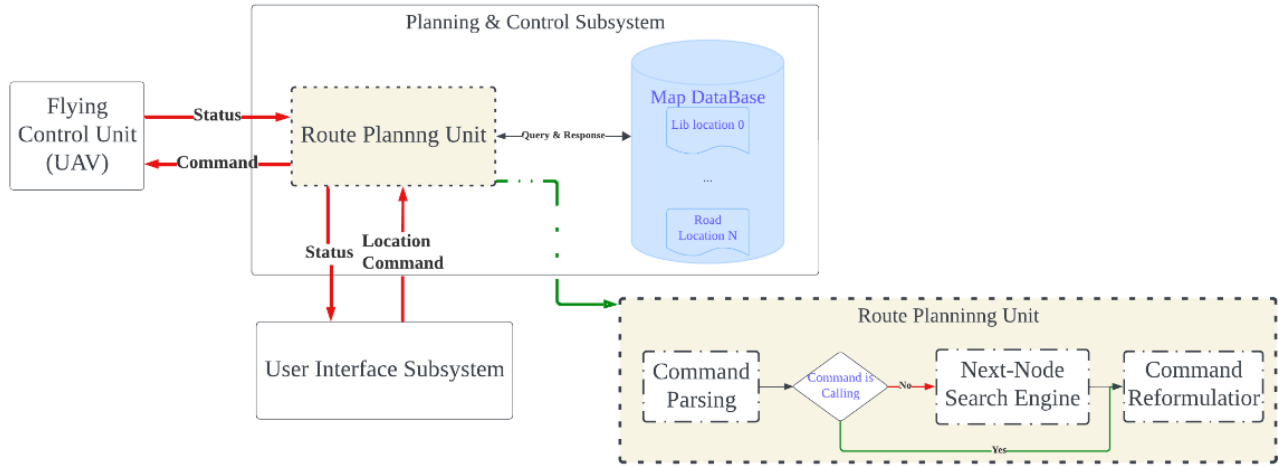 Planning & Control Subsystem
Flying
Control Unit
(UAV)
Status
Command
Route Plannng Unit
Query & Response
Map DataBase
Lib location 0
...
Road
Location N
Status
Location
Command
User Interface Subsystem
Route Planninng Unit
Command
Parsing
Command is
Calling
No
Next-Node
Search Engine
Command
Reformulatior
Yes